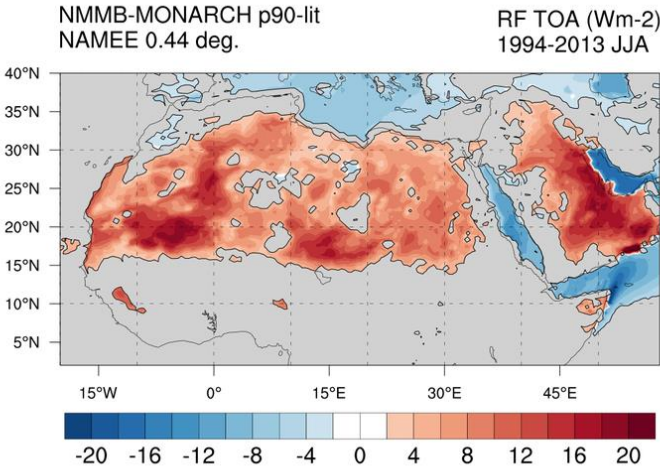 NMMB-MONARCH p90-lit
NAMEE 0.44 deg.
RF TOA (Wm-2)
1994-2013 JJA
40°N
35°N
30°N
25°N
20°N
15°N
10°N
5°N
15°W 0° 15°E 30°E 45°E
-20 -16 -12 -8 -4 0 4 8 12 16 20